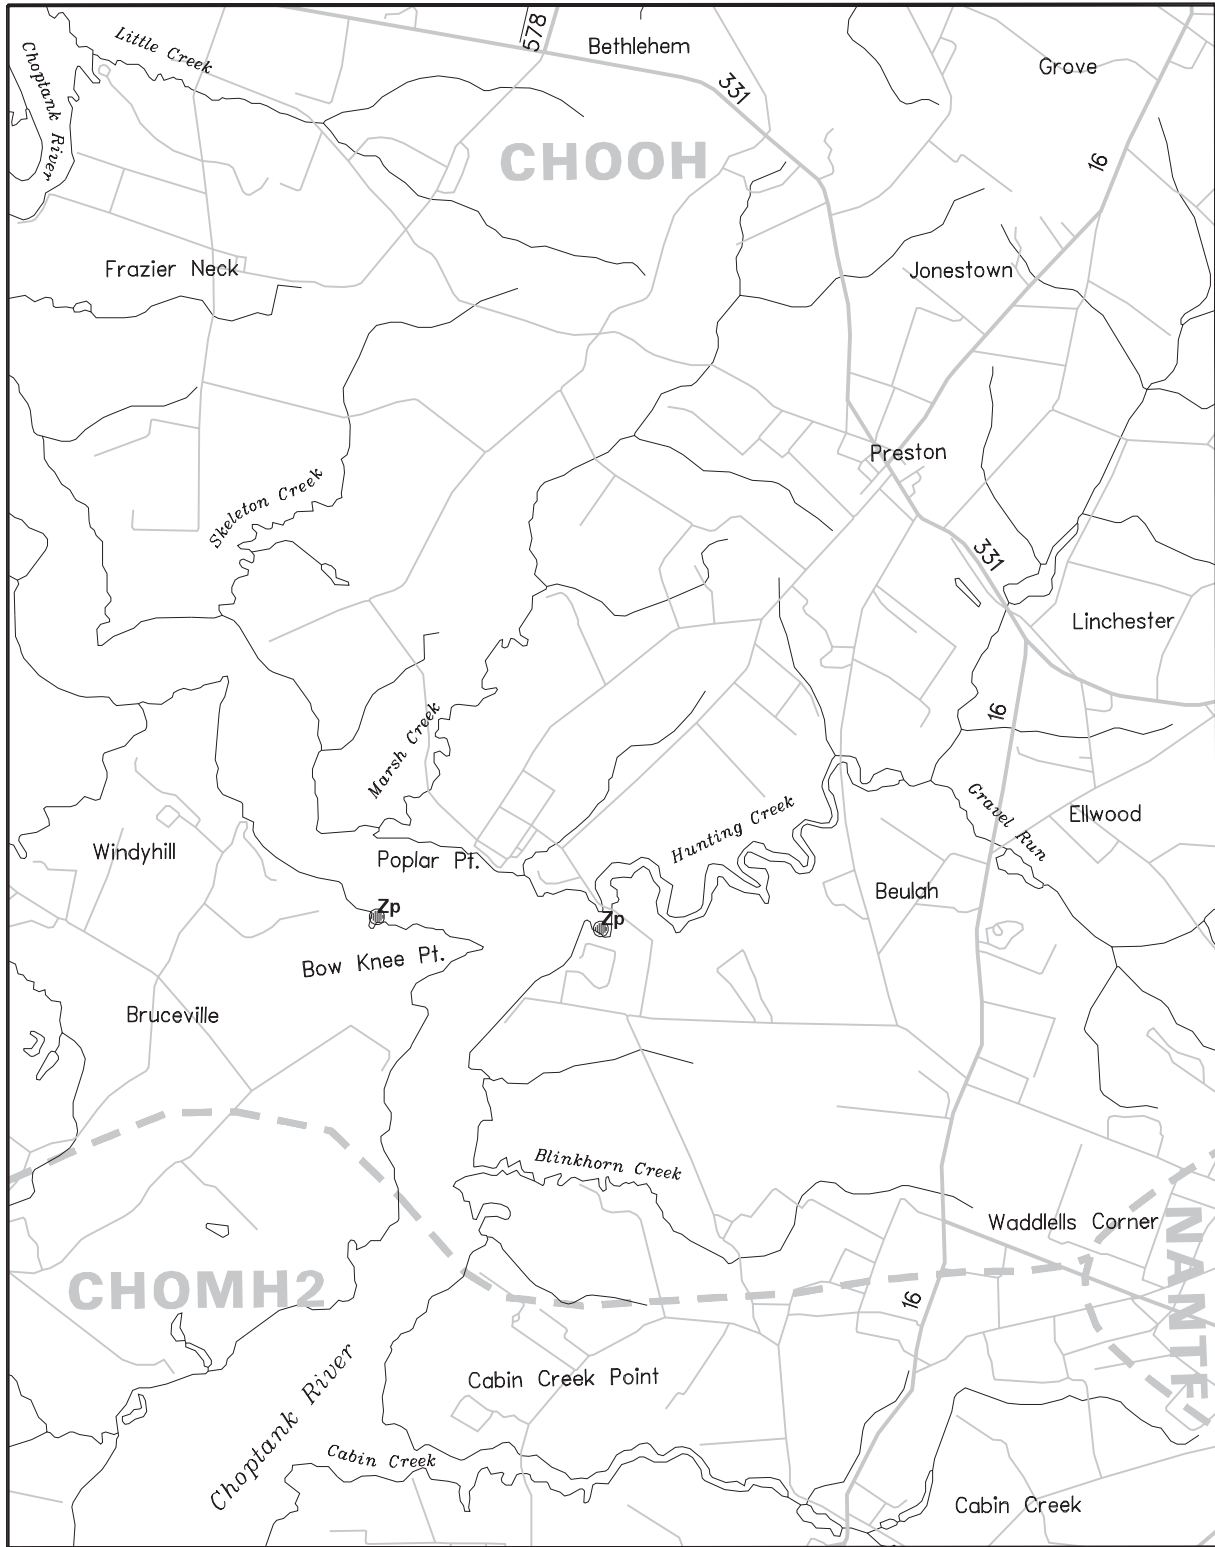 578
Bethlehem
Little Creek
Grove
Choptank River
331
CHOOH
16
Frazier Neck
Jonestown
Preston
Skeleton Creek
331
Linchester
16
Marsh Creek
Gravel Run
Ellwood
Hunting Creek
Windyhill
Poplar Pt.
Beulah
Zp
Zp
Bow Knee Pt.
Bruceville
Blinkhorn Creek
Waddlells Corner
NANTF
CHOMH2
16
Cabin Creek Point
Choptank River
Cabin Creek
Cabin Creek